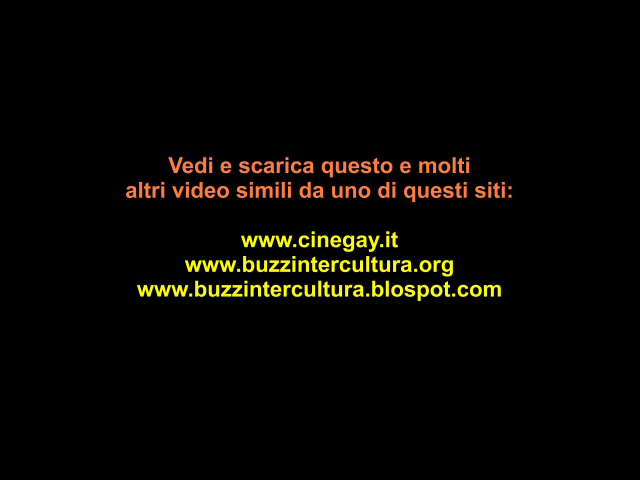 Vedi e scarica questo e molti
altri video simili da uno di questi siti:
www.cinegay.it
www.buzzintercultura.org
www.buzzintercultura.blospot.com